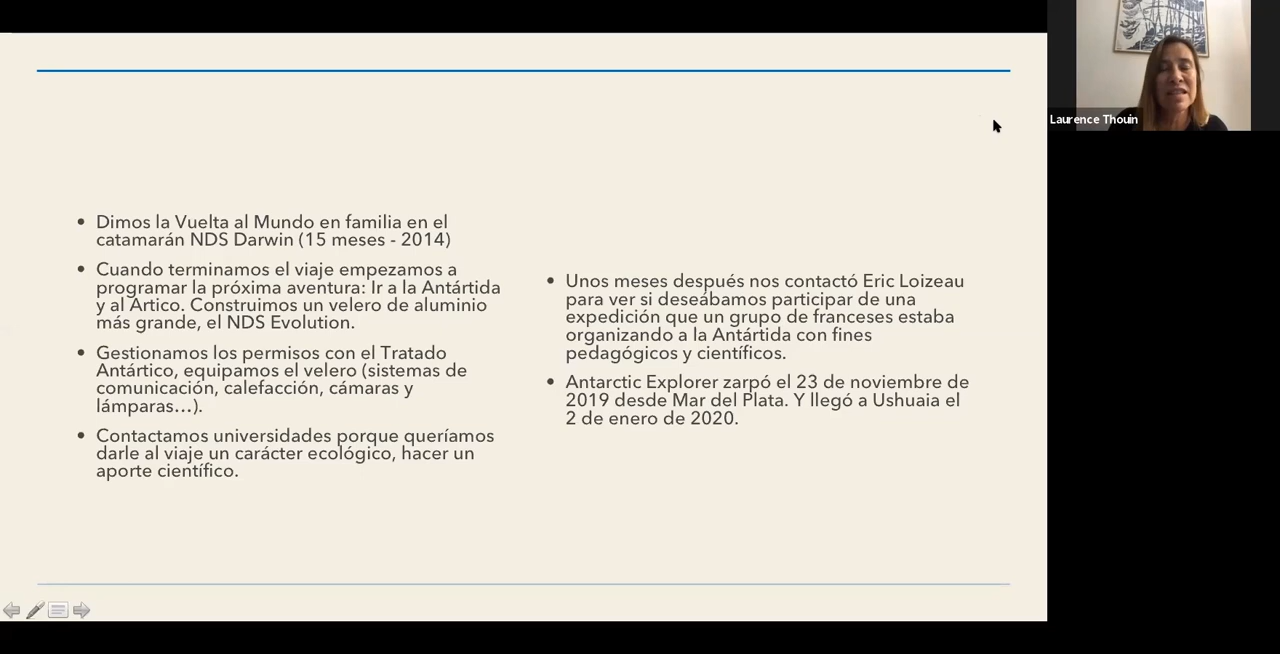 • Dimos la Vuelta al Mundo en familia en el
catamarán NDS Darwin (15 meses - 2014)
• Cuando terminamos el viaje empezamos a
programar la próxima aventura: Ir a la Antártida
y al Artico. Construimos un velero de aluminio
más grande, el NDS Evolution.
• Gestionamos los permisos con el Tratado
Antártico, equipamos el velero (sistemas de
comunicación, calefacción, cámaras y
lámparas…).
• Contactamos universidades porque queríamos
darle al viaje un carácter ecológico, hacer un
aporte científico.
• Unos meses después nos contactó Eric Loizeau
para ver si deseábamos participar de una
expedición que un grupo de franceses estaba
organizando a la Antártida con fines
pedagógicos y científicos.
• Antarctic Explorer zarpó el 23 de noviembre de
2019 desde Mar del Plata. Y llegó a Ushuaia el
2 de enero de 2020.
Laurence Thouin